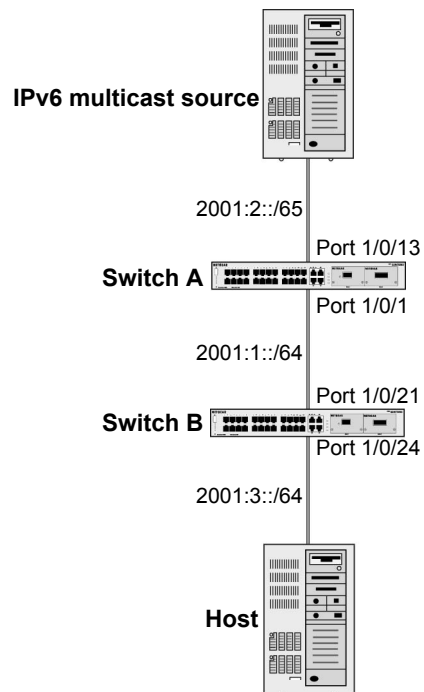 IPv6 multicast source
2001:2::/65
Port 1/0/13
Switch A
Port 1/0/1
2001:1::/64
Port 1/0/21
Switch B
Port 1/0/24
2001:3::/64
Host